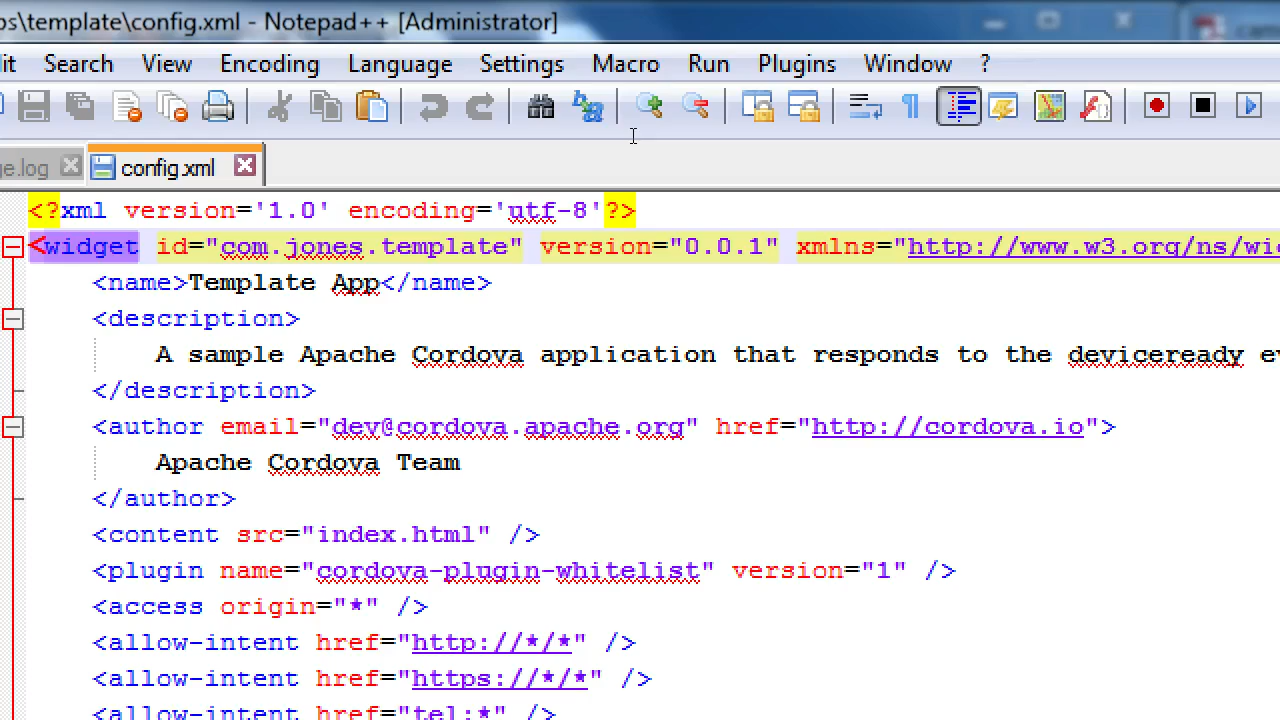 os\template\config.xml - Notepad++ [Administrator]
it Search View Encoding Language Settings Macro Run Plugins Window ?
ge.log config.xml
<?xml version='1.0' encoding='utf-8'?>
<widget id="com.jones.template" version="0.0.1" xmlns="http://www.w3.org/ns/wid
<name>Template App</name>
<description>
A sample Apache Cordova application that responds to the deviceready ev
</description>
<author email="dev@cordova.apache.org" href="http://cordova.io">
Apache Cordova Team
</author>
<content src="index.html" />
<plugin name="cordova-plugin-whitelist" version="1" />
<access origin="*" />
<allow-intent href="http://*/*" />
<allow-intent href="https://*/*" />
<allow-intent href="tel:*" />